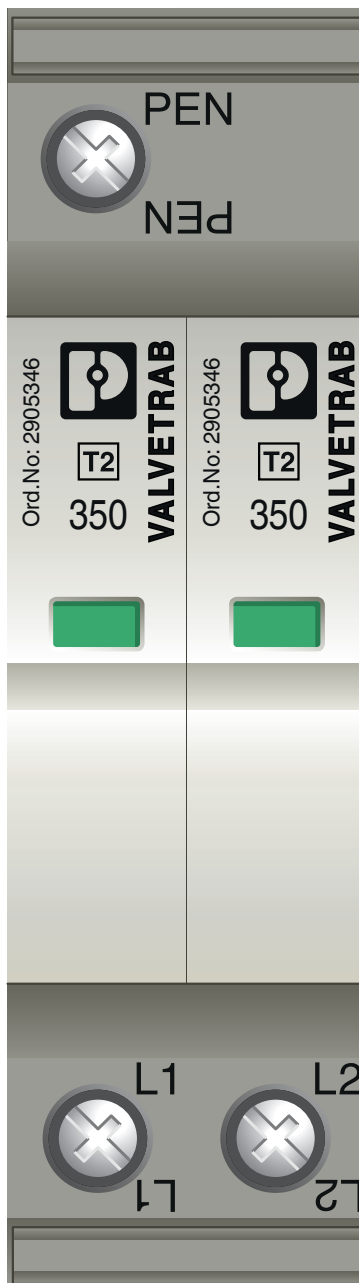 PEN
PEN
Ord.No: 2905346
T2
350
VALVETRAB
Ord.No: 2905346
T2
350
VALVETRAB
L1
L2
L1
L2